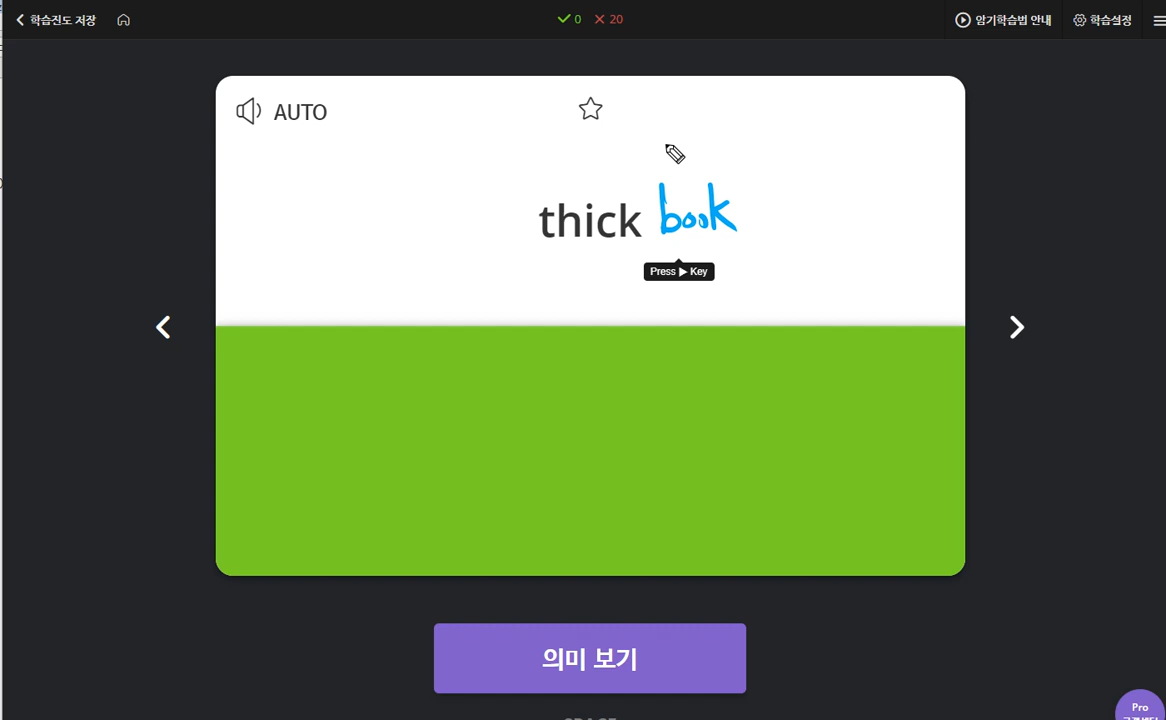 학습진도 저장
0 20
암기학습법 안내
학습설정
AUTO
thick book
Press ▶ Key
의미 보기
Pro